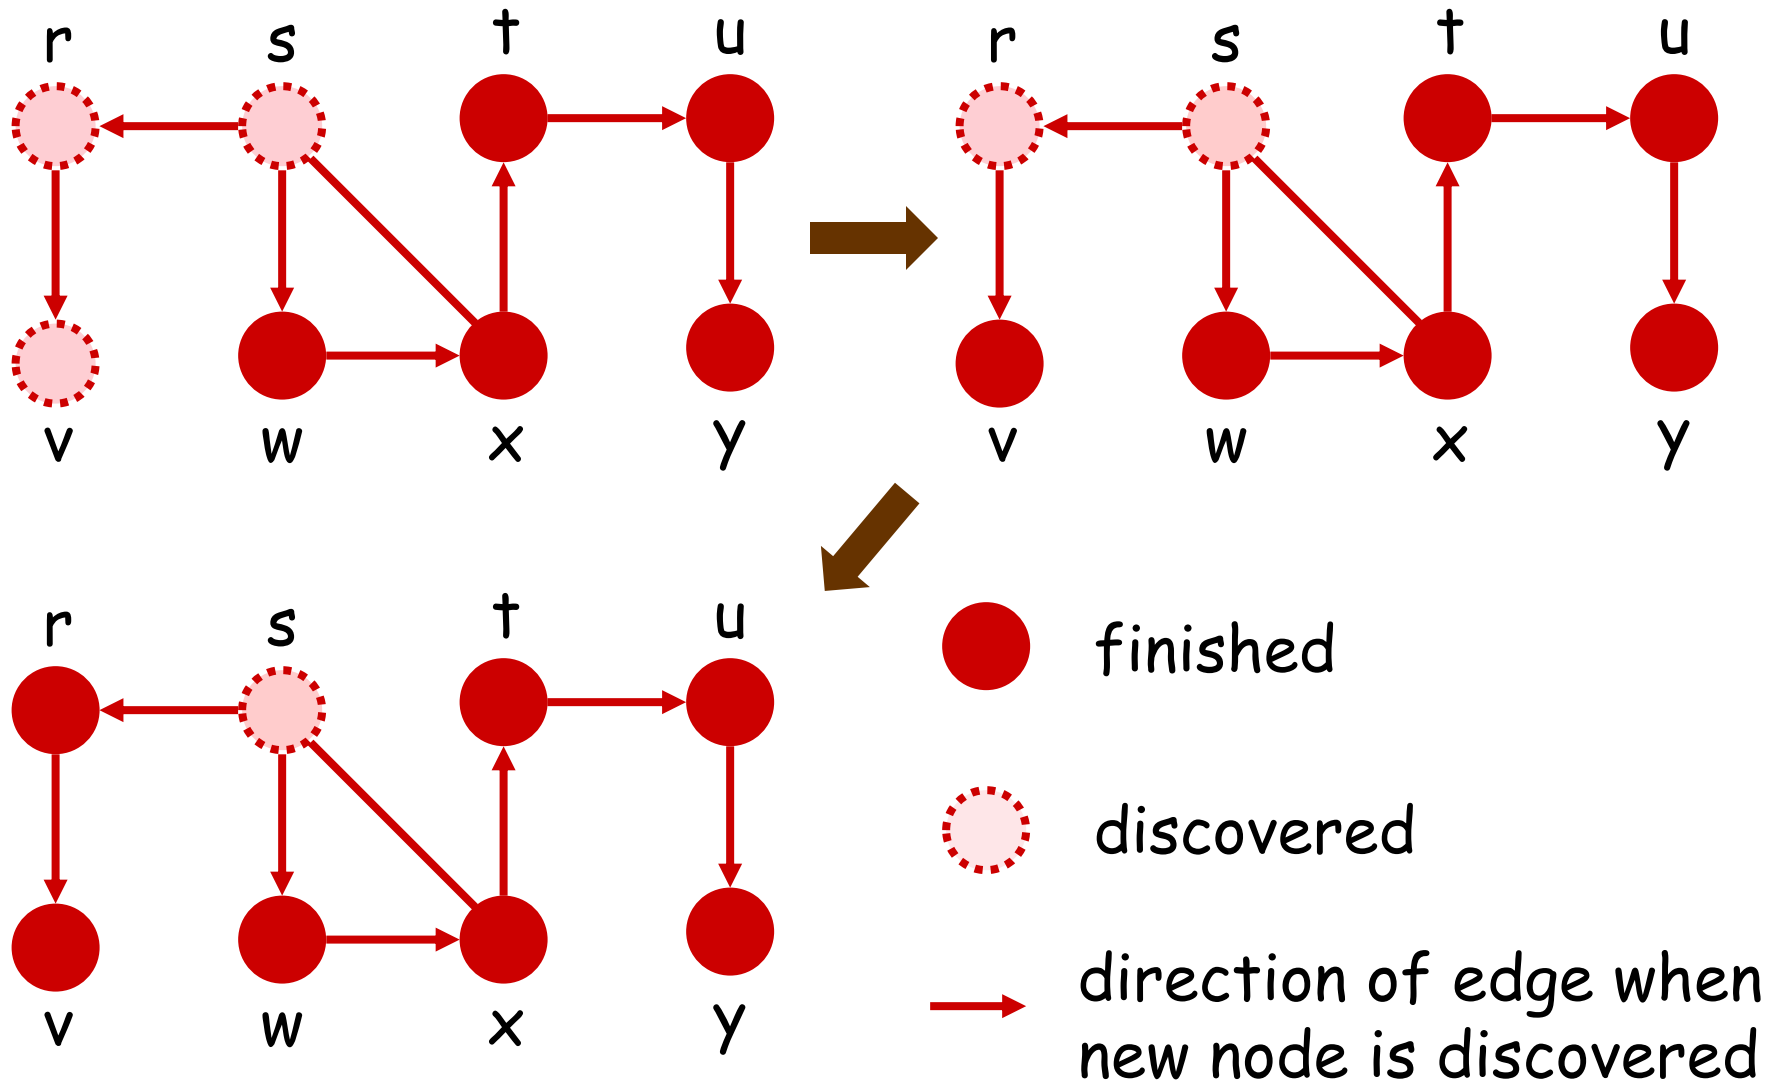 r s t u
r s t u
v w x y
v w x y
r s t u
v w x y
finished
discovered
direction of edge when
new node is discovered